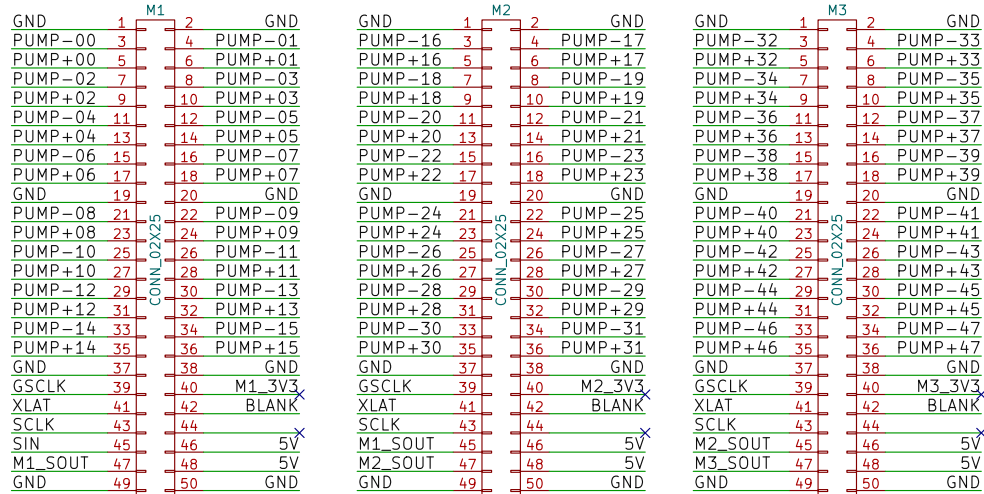 M1 M2 M3
GND 1 2 GND GND 1 2 GND GND 1 2 GND
PUMP-00 3 4 PUMP-01 PUMP-16 3 4 PUMP-17 PUMP-32 3 4 PUMP-33
PUMP+00 5 6 PUMP+01 PUMP+16 5 6 PUMP+17 PUMP+32 5 6 PUMP+33
PUMP-02 7 8 PUMP-03 PUMP-18 7 8 PUMP-19 PUMP-34 7 8 PUMP-35
PUMP+02 9 10 PUMP+03 PUMP+18 9 10 PUMP+19 PUMP+34 9 10 PUMP+35
PUMP-04 11 12 PUMP-05 PUMP-20 11 12 PUMP-21 PUMP-36 11 12 PUMP-37
PUMP+04 13 14 PUMP+05 PUMP+20 13 14 PUMP+21 PUMP+36 13 14 PUMP+37
PUMP-06 15 16 PUMP-07 PUMP-22 15 16 PUMP-23 PUMP-38 15 16 PUMP-39
PUMP+06 17 18 PUMP+07 PUMP+22 17 18 PUMP+23 PUMP+38 17 18 PUMP+39
GND 19 20 GND GND 19 20 GND GND 19 20 GND
PUMP-08 21 22 PUMP-09 PUMP-24 21 22 PUMP-25 PUMP-40 21 22 PUMP-41
PUMP+08 23 24 PUMP+09 PUMP+24 23 24 PUMP+25 PUMP+40 23 24 PUMP+41
PUMP-10 25 26 PUMP-11 PUMP-26 25 26 PUMP-27 PUMP-42 25 26 PUMP-43
PUMP+10 27 28 PUMP+11 PUMP+26 27 28 PUMP+27 PUMP+42 27 28 PUMP+43
PUMP-12 29 30 PUMP-13 PUMP-28 29 30 PUMP-29 PUMP-44 29 30 PUMP-45
PUMP+12 31 32 PUMP+13 PUMP+28 31 32 PUMP+29 PUMP+44 31 32 PUMP+45
PUMP-14 33 34 PUMP-15 PUMP-30 33 34 PUMP-31 PUMP-46 33 34 PUMP-47
PUMP+14 35 36 PUMP+15 PUMP+30 35 36 PUMP+31 PUMP+46 35 36 PUMP+47
GND 37 38 GND GND 37 38 GND GND 37 38 GND
GSCLK 39 40 M1_3V3 GSCLK 39 40 M2_3V3 GSCLK 39 40 M3_3V3
XLAT 41 42 BLANK XLAT 41 42 BLANK XLAT 41 42 BLANK
SCLK 43 44 SCLK 43 44 SCLK 43 44
SIN 45 46 5V M1_SOUT 45 46 5V M2_SOUT 45 46 5V
M1_SOUT 47 48 5V M2_SOUT 47 48 5V M3_SOUT 47 48 5V
GND 49 50 GND GND 49 50 GND GND 49 50 GND
CONN_02X25 CONN_02X25 CONN_02X25